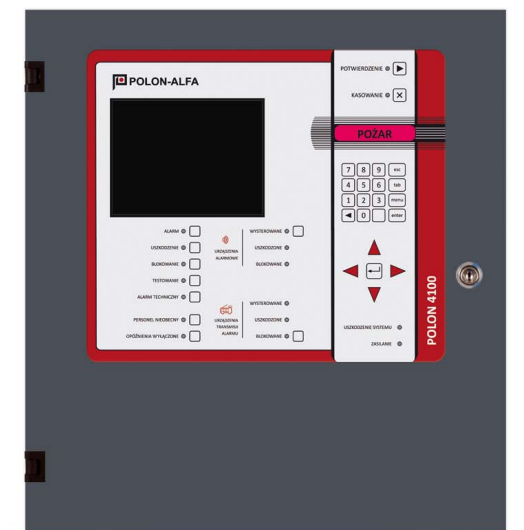 POLON-ALFA
POTWIERDZENIE
KASOWANIE
POŻAR
7 8 9 esc
4 5 6 tab
1 2 3 menu
0 enter
ALARM
USZKODZENIE
BLOKOWANIE
TESTOWANIE
ALARM TECHNICZNY
PERSONEL NIEOBECNY
OPÓŹNIENIA WYŁĄCZONE
URZĄDZENIA
ALARMOWE
WYSTEROWANE
USZKODZONE
BLOKOWANE
URZĄDZENIA
TRANSMISJI
ALARMU
WYSTEROWANE
USZKODZONE
BLOKOWANE
USZKODZENIE SYSTEMU
ZASILANIE
POLON 4100